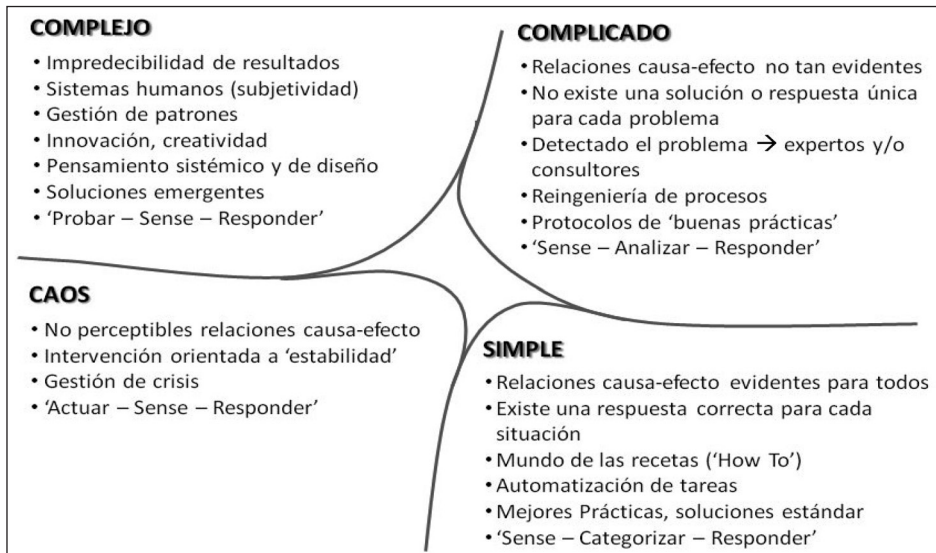 COMPLEJO
• Impredecibilidad de resultados
• Sistemas humanos (subjetividad)
• Gestión de patrones
• Innovación, creatividad
• Pensamiento sistémico y de diseño
• Soluciones emergentes
• ‘Probar – Sense – Responder’
COMPLICADO
• Relaciones causa-efecto no tan evidentes
• No existe una solución o respuesta única
para cada problema
• Detectado el problema → expertos y/o
consultores
• Reingeniería de procesos
• Protocolos de ‘buenas prácticas’
• ‘Sense – Analizar – Responder’
CAOS
• No perceptibles relaciones causa-efecto
• Intervención orientada a ‘estabilidad’
• Gestión de crisis
• ‘Actuar – Sense – Responder’
SIMPLE
• Relaciones causa-efecto evidentes para todos
• Existe una respuesta correcta para cada
situación
• Mundo de las recetas (‘How To’)
• Automatización de tareas
• Mejores Prácticas, soluciones estándar
• ‘Sense – Categorizar – Responder’